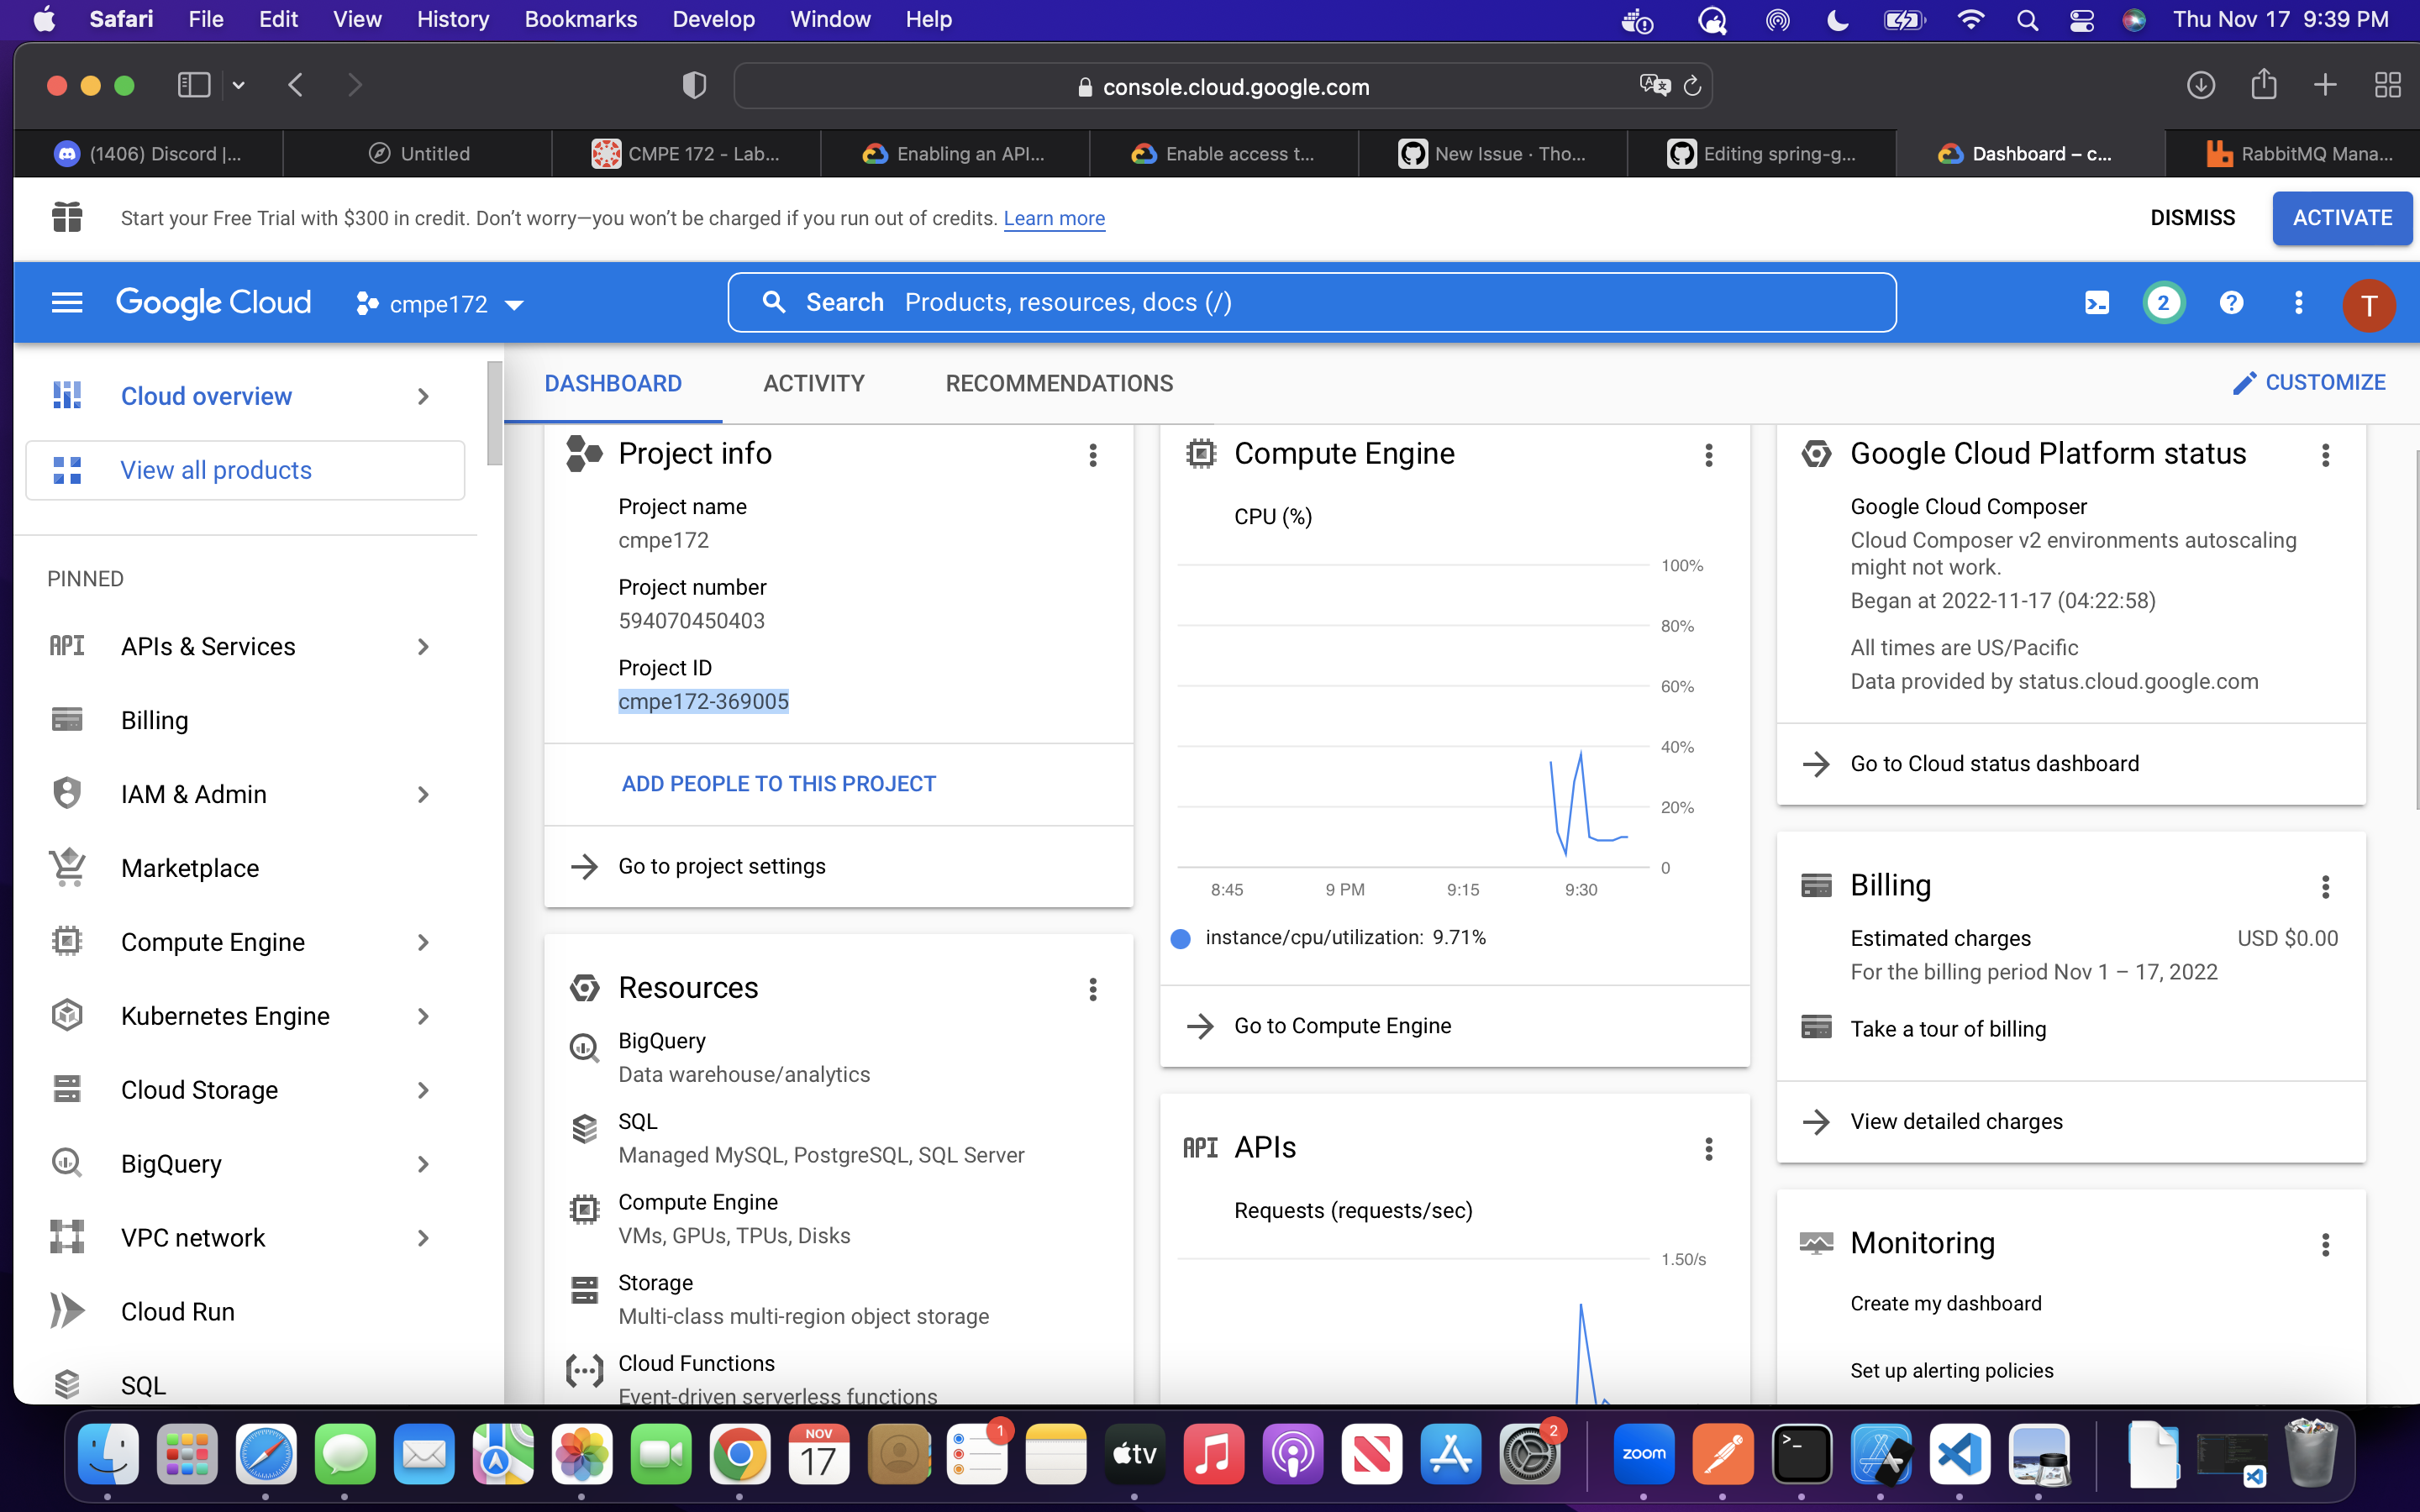 Safari File Edit View History Bookmarks Develop Window Help Thu Nov 17 9:39 PM
console.cloud.google.com
(1406) Discord |... Untitled CMPE 172 - Lab... Enabling an API... Enable access t... New Issue · Tho... Editing spring-g... Dashboard – c... RabbitMQ Mana...
Start your Free Trial with $300 in credit. Don't worry—you won't be charged if you run out of credits. Learn more DISMISS ACTIVATE
Google Cloud cmpe172 Search Products, resources, docs (/) 2 ? T
Cloud overview
View all products
PINNED
API APIs & Services
Billing
IAM & Admin
Marketplace
Compute Engine
Kubernetes Engine
Cloud Storage
BigQuery
VPC network
Cloud Run
SQL
DASHBOARD ACTIVITY RECOMMENDATIONS CUSTOMIZE
Project info
Project name
cmpe172
Project number
594070450403
Project ID
cmpe172-369005
ADD PEOPLE TO THIS PROJECT
Go to project settings
Resources
BigQuery
Data warehouse/analytics
SQL
Managed MySQL, PostgreSQL, SQL Server
Compute Engine
VMs, GPUs, TPUs, Disks
Storage
Multi-class multi-region object storage
Cloud Functions
Event-driven serverless functions
Compute Engine
CPU (%)
100%
80%
60%
40%
20%
0
8:45 9 PM 9:15 9:30
instance/cpu/utilization: 9.71%
Go to Compute Engine
API APIs
Requests (requests/sec)
1.50/s
Google Cloud Platform status
Google Cloud Composer
Cloud Composer v2 environments autoscaling
might not work.
Began at 2022-11-17 (04:22:58)
All times are US/Pacific
Data provided by status.cloud.google.com
Go to Cloud status dashboard
Billing
Estimated charges USD $0.00
For the billing period Nov 1 – 17, 2022
Take a tour of billing
View detailed charges
Monitoring
Create my dashboard
Set up alerting policies
NOV
17
1
tv
2
zoom